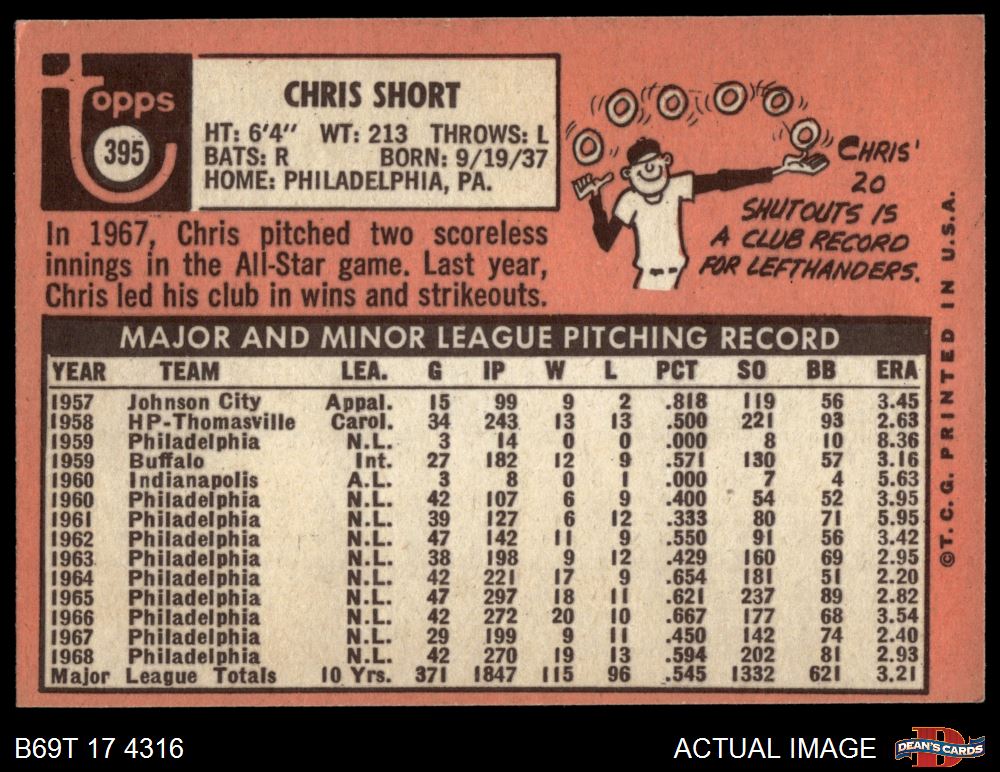 topps
395
CHRIS SHORT
HT: 6'4" WT: 213 THROWS: L
BATS: R BORN: 9/19/37
HOME: PHILADELPHIA, PA.
In 1967, Chris pitched two scoreless
innings in the All-Star game. Last year,
Chris led his club in wins and strikeouts.
CHRIS'
20
SHUTOUTS IS
A CLUB RECORD
FOR LEFTHANDERS.
MAJOR AND MINOR LEAGUE PITCHING RECORD
YEAR TEAM LEA. G IP W L PCT SO BB ERA
1957 Johnson City Appal. 15 99 9 2 .818 119 56 3.45
1958 HP-Thomasville Carol. 34 243 13 13 .500 221 93 2.63
1959 Philadelphia N.L. 3 14 0 0 .000 8 10 8.36
1959 Buffalo Int. 27 182 12 9 .571 130 57 3.16
1960 Indianapolis A.L. 3 8 0 1 .000 7 4 5.63
1960 Philadelphia N.L. 42 107 6 9 .400 54 52 3.95
1961 Philadelphia N.L. 39 127 6 12 .333 80 71 5.95
1962 Philadelphia N.L. 47 142 11 9 .550 91 56 3.42
1963 Philadelphia N.L. 38 198 9 12 .429 160 69 2.95
1964 Philadelphia N.L. 42 221 17 9 .654 181 51 2.20
1965 Philadelphia N.L. 47 297 18 11 .621 237 89 2.82
1966 Philadelphia N.L. 42 272 20 10 .667 177 68 3.54
1967 Philadelphia N.L. 29 199 9 11 .450 142 74 2.40
1968 Philadelphia N.L. 42 270 19 13 .594 202 81 2.93
Major League Totals 10 Yrs. 371 1847 115 96 .545 1332 621 3.21
©T.C.G. PRINTED IN U.S.A.
B69T 17 4316
ACTUAL IMAGE
DEAN'S CARDS